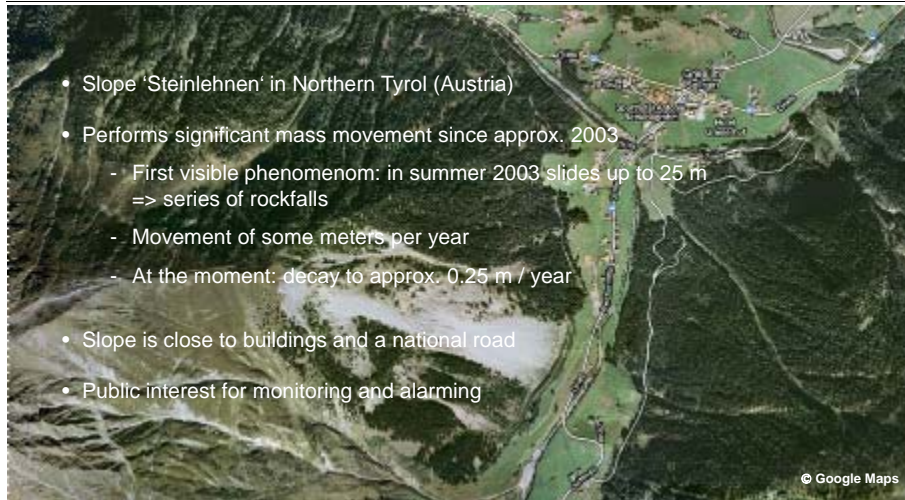 • Slope ‘Steinlehnen‘ in Northern Tyrol (Austria)
• Performs significant mass movement since approx. 2003
- First visible phenomenom: in summer 2003 slides up to 25 m
=> series of rockfalls
- Movement of some meters per year
- At the moment: decay to approx. 0.25 m / year
• Slope is close to buildings and a national road
• Public interest for monitoring and alarming
© Google Maps